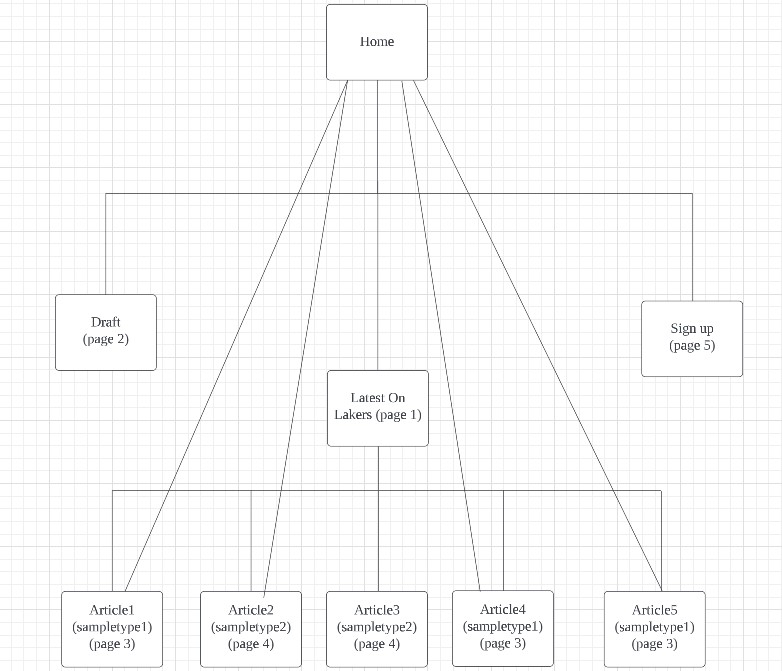 Home
Draft
(page 2)
Sign up
(page 5)
Latest On
Lakers (page 1)
Article1
(sampletype1)
(page 3)
Article2
(sampletype2)
(page 4)
Article3
(sampletype2)
(page 4)
Article4
(sampletype1)
(page 3)
Article5
(sampletype1)
(page 3)